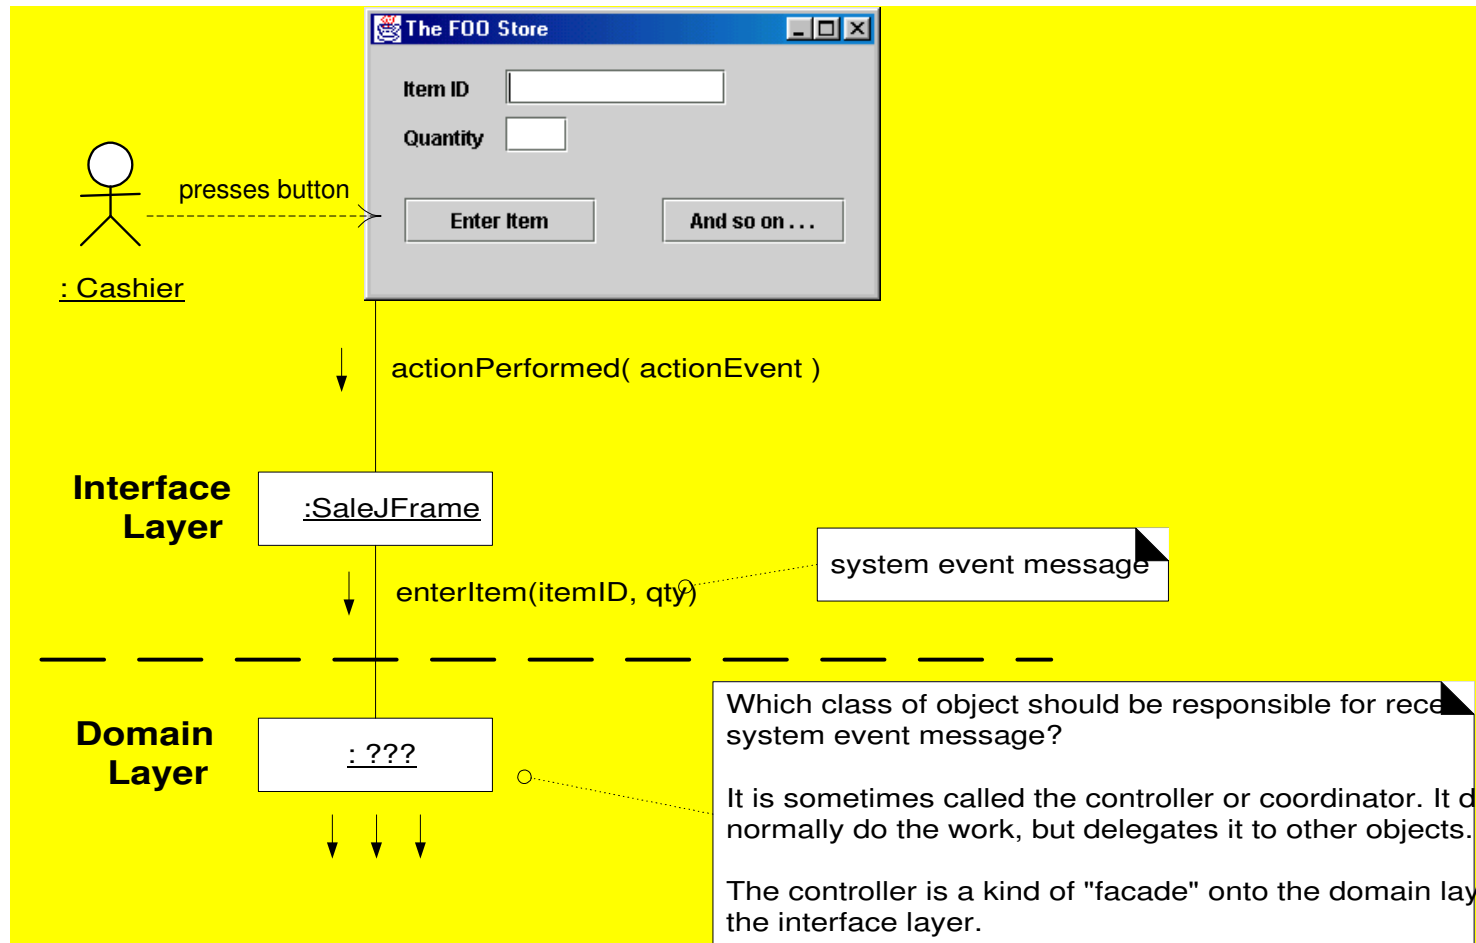 The FOO Store
Item ID
Quantity
presses button
Enter Item
And so on . . .
: Cashier
actionPerformed( actionEvent )
Interface
Layer
:SaleJFrame
system event message
enterItem(itemID, qty)
Domain
Layer
: ???
Which class of object should be responsible for
system event message?
It is sometimes called the controller or coordinator. It
normally do the work, but delegates it to other objects.
The controller is a kind of "facade" onto the domain
the interface layer.